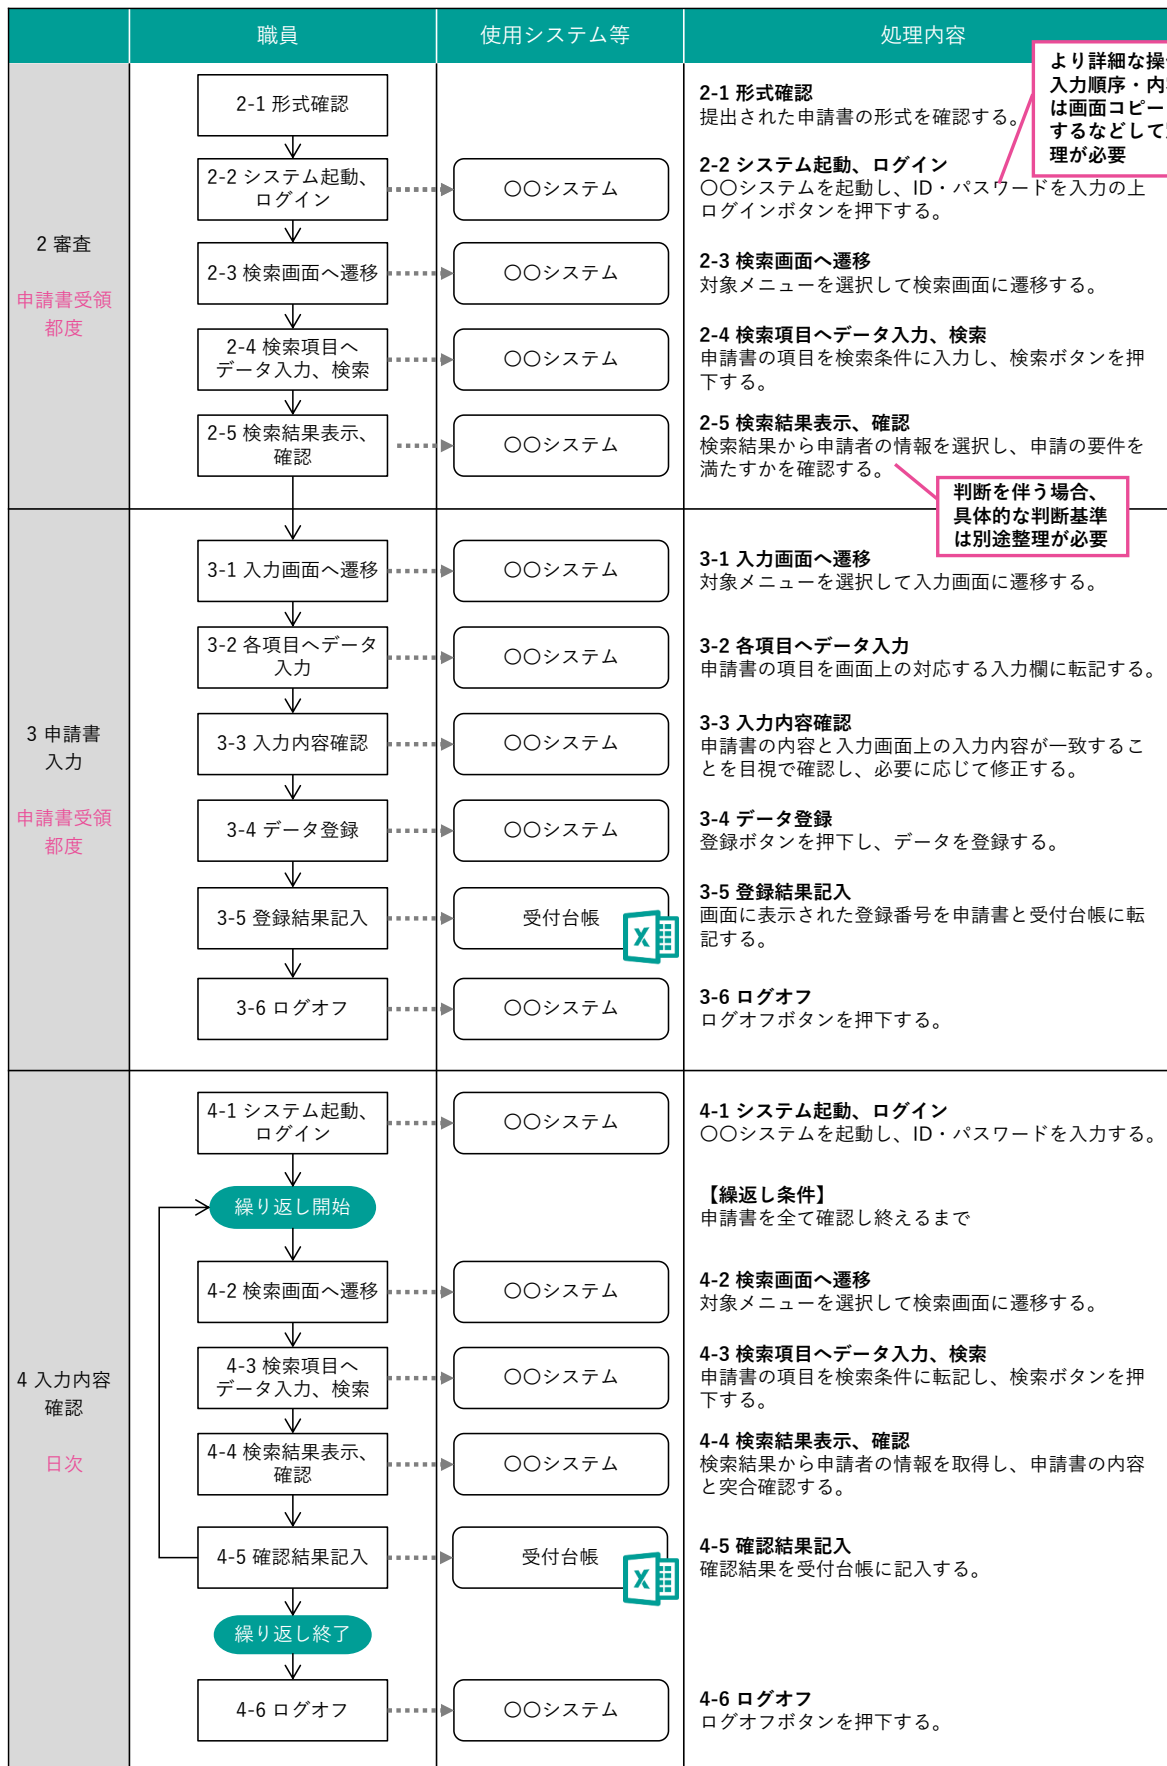 職員
使用システム等
処理内容
より詳細な操
入力順序・内
は画面コピー
するなどして
理が必要
2 審査
申請書受領
都度
2-1 形式確認
2-1 形式確認
提出された申請書の形式を確認する。
2-2 システム起動、
ログイン
〇〇システム
2-2 システム起動、ログイン
〇〇システムを起動し、ID・パスワードを入力の上
ログインボタンを押下する。
2-3 検索画面へ遷移
〇〇システム
2-3 検索画面へ遷移
対象メニューを選択して検索画面に遷移する。
2-4 検索項目へ
データ入力、検索
〇〇システム
2-4 検索項目へデータ入力、検索
申請書の項目を検索条件に入力し、検索ボタンを押
下する。
2-5 検索結果表示、
確認
〇〇システム
2-5 検索結果表示、確認
検索結果から申請者の情報を選択し、申請の要件を
満たすかを確認する。
判断を伴う場合、
具体的な判断基準
は別途整理が必要
3 申請書
入力
申請書受領
都度
3-1 入力画面へ遷移
〇〇システム
3-1 入力画面へ遷移
対象メニューを選択して入力画面に遷移する。
3-2 各項目へデータ
入力
〇〇システム
3-2 各項目へデータ入力
申請書の項目を画面上の対応する入力欄に転記する。
3-3 入力内容確認
〇〇システム
3-3 入力内容確認
申請書の内容と入力画面上の入力内容が一致するこ
とを目視で確認し、必要に応じて修正する。
3-4 データ登録
〇〇システム
3-4 データ登録
登録ボタンを押下し、データを登録する。
3-5 登録結果記入
受付台帳
X
3-5 登録結果記入
画面に表示された登録番号を申請書と受付台帳に転
記する。
3-6 ログオフ
〇〇システム
3-6 ログオフ
ログオフボタンを押下する。
4 入力内容
確認
日次
4-1 システム起動、
ログイン
〇〇システム
4-1 システム起動、ログイン
〇〇システムを起動し、ID・パスワードを入力する。
繰り返し開始
【繰返し条件】
申請書を全て確認し終えるまで
4-2 検索画面へ遷移
〇〇システム
4-2 検索画面へ遷移
対象メニューを選択して検索画面に遷移する。
4-3 検索項目へ
データ入力、検索
〇〇システム
4-3 検索項目へデータ入力、検索
申請書の項目を検索条件に転記し、検索ボタンを押
下する。
4-4 検索結果表示、
確認
〇〇システム
4-4 検索結果表示、確認
検索結果から申請者の情報を取得し、申請書の内容
と突合確認する。
4-5 確認結果記入
受付台帳
X
4-5 確認結果記入
確認結果を受付台帳に記入する。
繰り返し終了
4-6 ログオフ
〇〇システム
4-6 ログオフ
ログオフボタンを押下する。